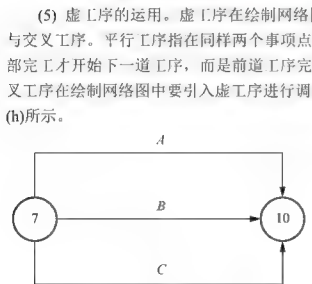 (5) 虚工序的运用。虚工序在绘制网络
与交叉工序。平行工序指在同样两个事项点
部完工才开始下一道工序，而是前道工序完
叉工序在绘制网络图中要引入虚工序进行调
(h)所示。
A
7
B
10
C